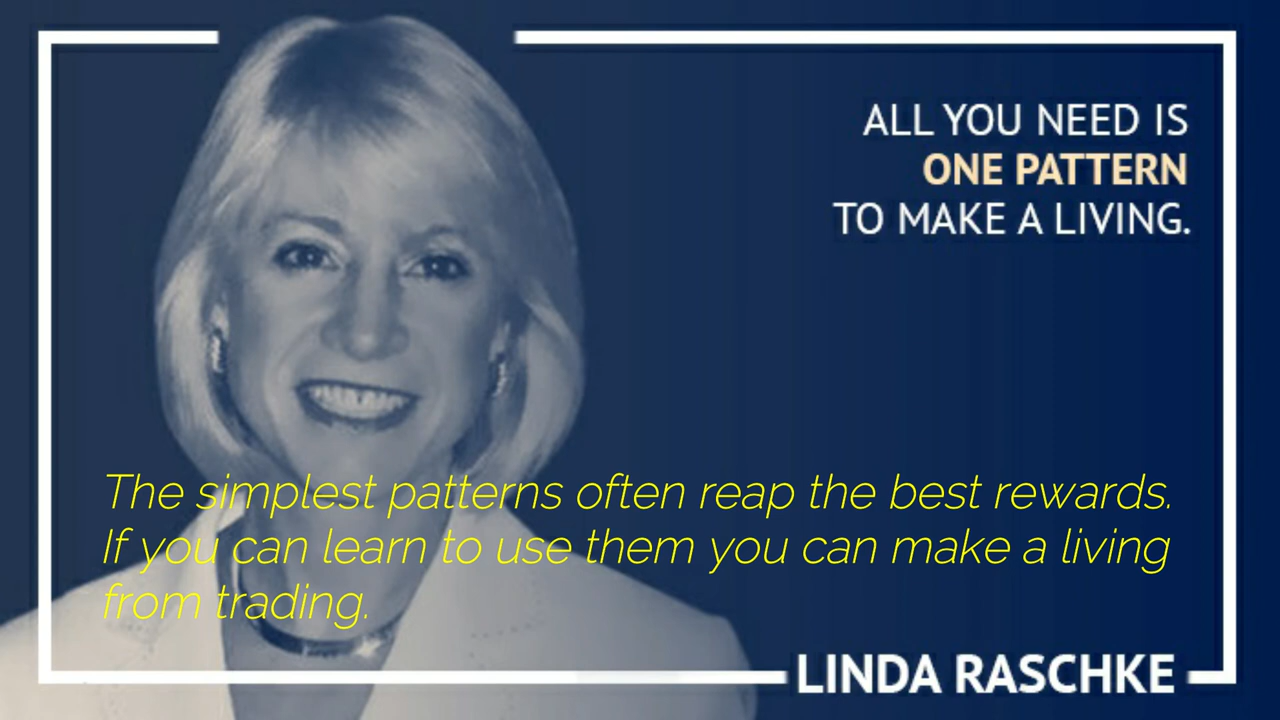 ALL YOU NEED IS
ONE PATTERN
TO MAKE A LIVING.
The simplest patterns often reap the best rewards.
If you can learn to use them you can make a living
from trading.
LINDA RASCHKE